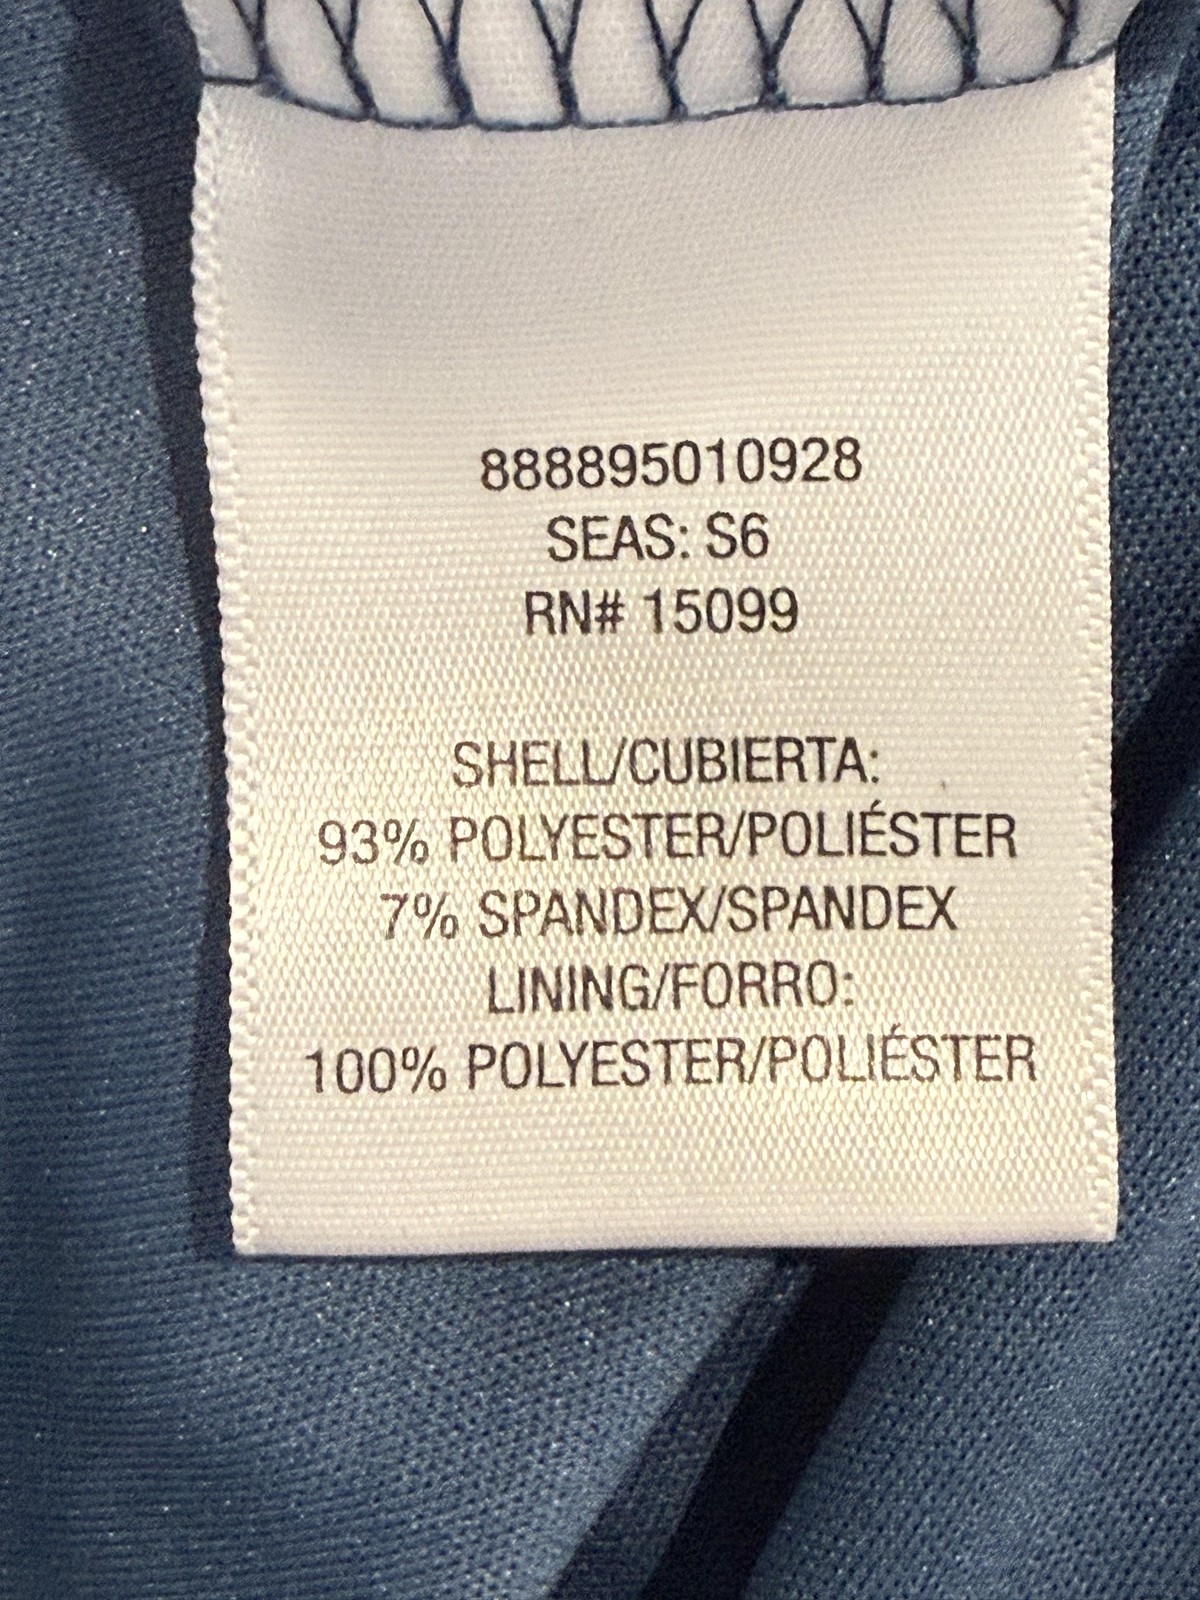 888895010928
SEAS: S6
RN# 15099
SHELL/CUBIERTA:
93% POLYESTER/POLIÉSTER
7% SPANDEX/SPANDEX
LINING/FORRO:
100% POLYESTER/POLIÉSTER